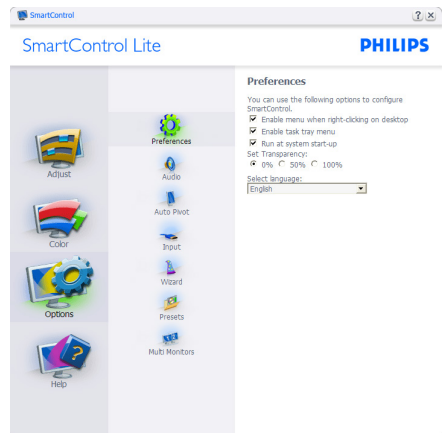 SmartControl
SmartControl Lite
PHILIPS
Adjust
Color
Options
Help
Preferences
Audio
Auto Pivot
Input
Wizard
Presets
Multi Monitors
Preferences
You can use the following options to configure
SmartControl.
Enable menu when right-clicking on desktop
Enable task tray menu
Run at system start-up
Set Transparency:
0% 50% 100%
Select language:
English